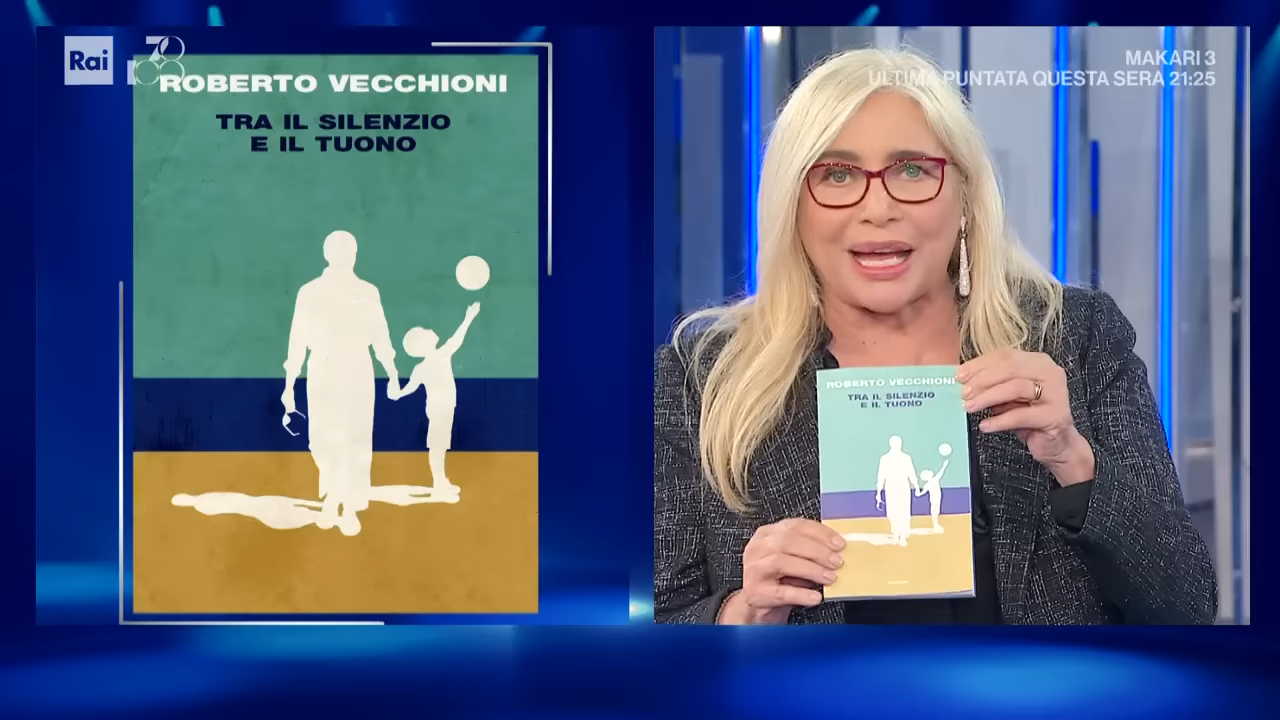 Rai
ROBERTO VECCHIONI
TRA IL SILENZIO
E IL TUONO
MAKARI 3
ULTIMA PUNTATA QUESTA SERA 21:25
ROBERTO VECCHIONI
TRA IL SILENZIO
E IL TUONO